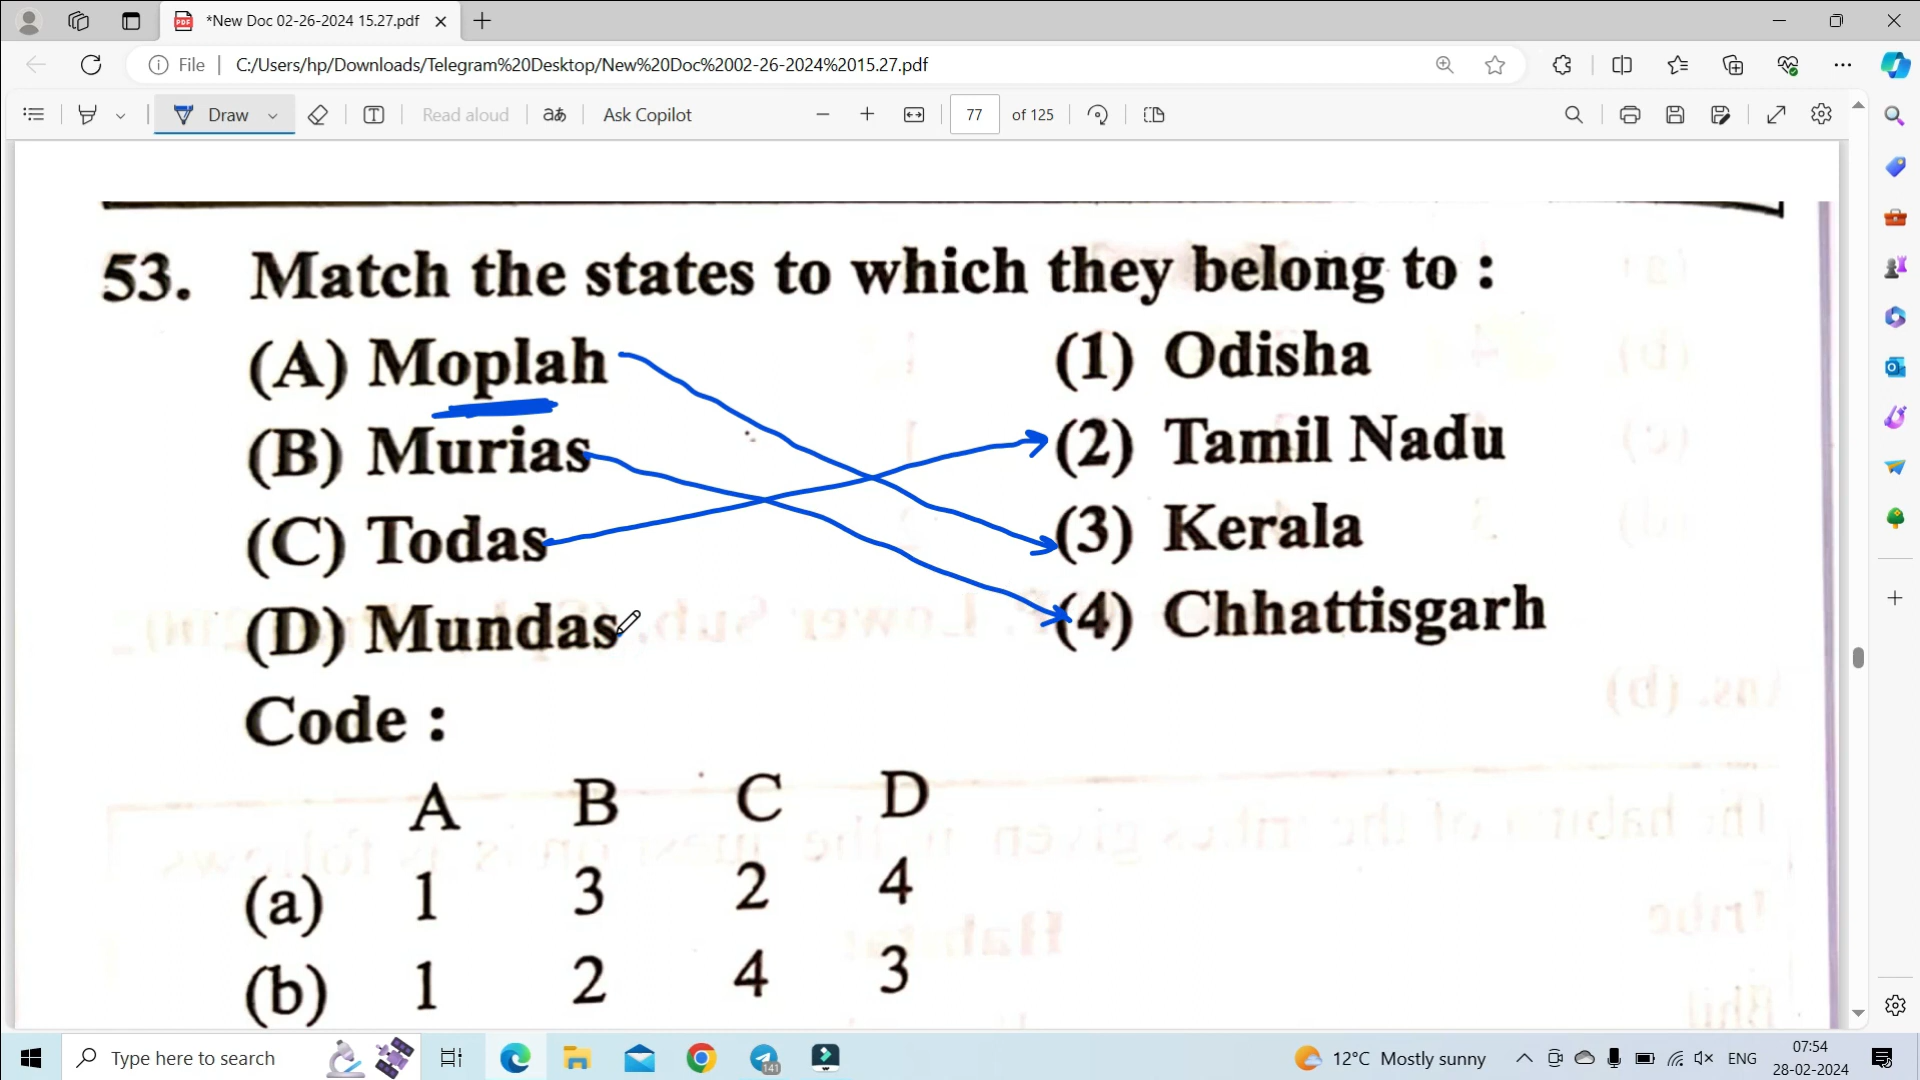 *New Doc 02-26-2024 15.27.pdf
File
C:/Users/hp/Downloads/Telegram%20Desktop/New%20Doc%2002-26-2024%2015.27.pdf
Draw
Read aloud
aあ
Ask Copilot
77
of 125
53. Match the states to which they belong to :
(A) Moplah (1) Odisha
(B) Murias (2) Tamil Nadu
(C) Todas (3) Kerala
(D) Mundas (4) Chhattisgarh
Code :
A B C D
(a) 1 3 2 4
(b) 1 2 4 3
Type here to search
141
12°C Mostly sunny
ENG
07:54
28-02-2024